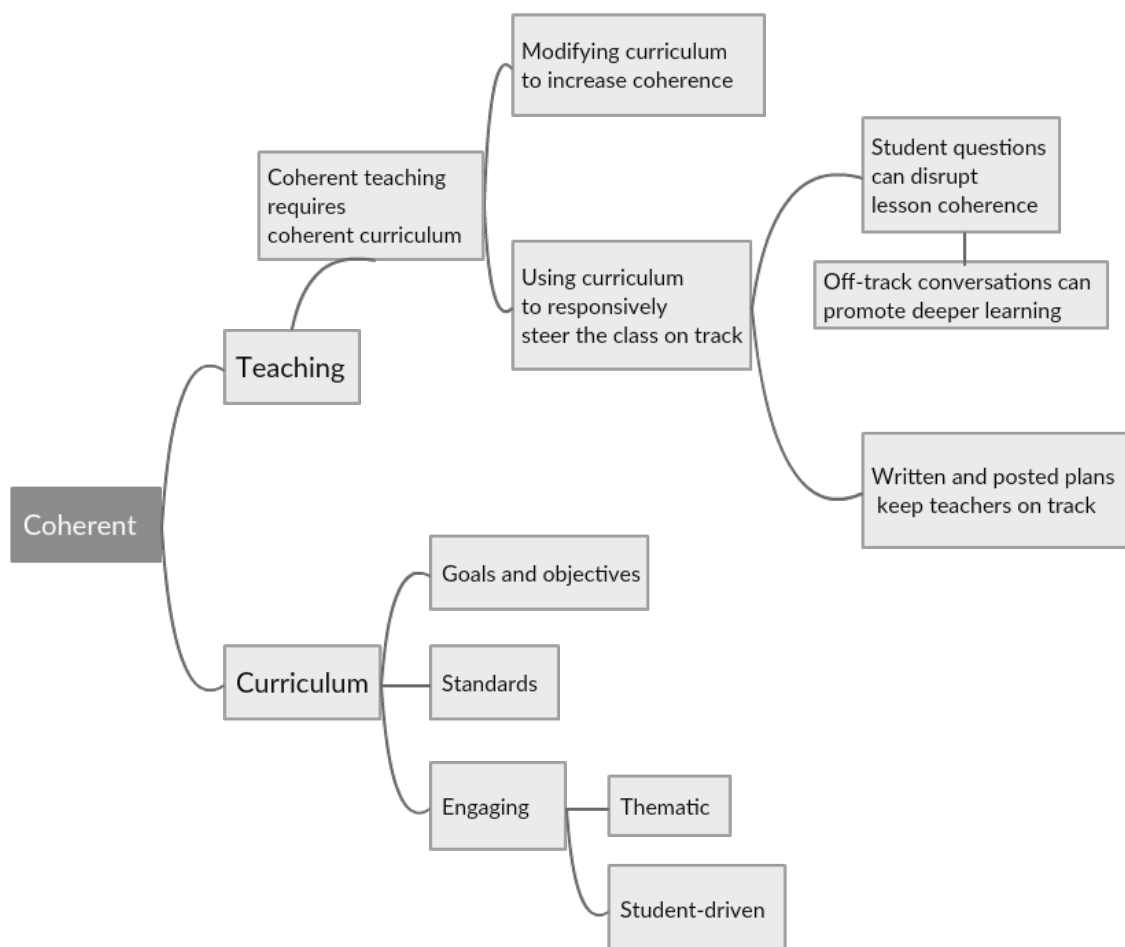 Modifying curriculum
to increase coherence
Student questions
can disrupt
lesson coherence
Coherent teaching
requires
coherent curriculum
Using curriculum
to responsively
steer the class on track
Off-track conversations can
promote deeper learning
Teaching
Written and posted plans
keep teachers on track
Coherent
Goals and objectives
Curriculum
Standards
Engaging
Thematic
Student-driven